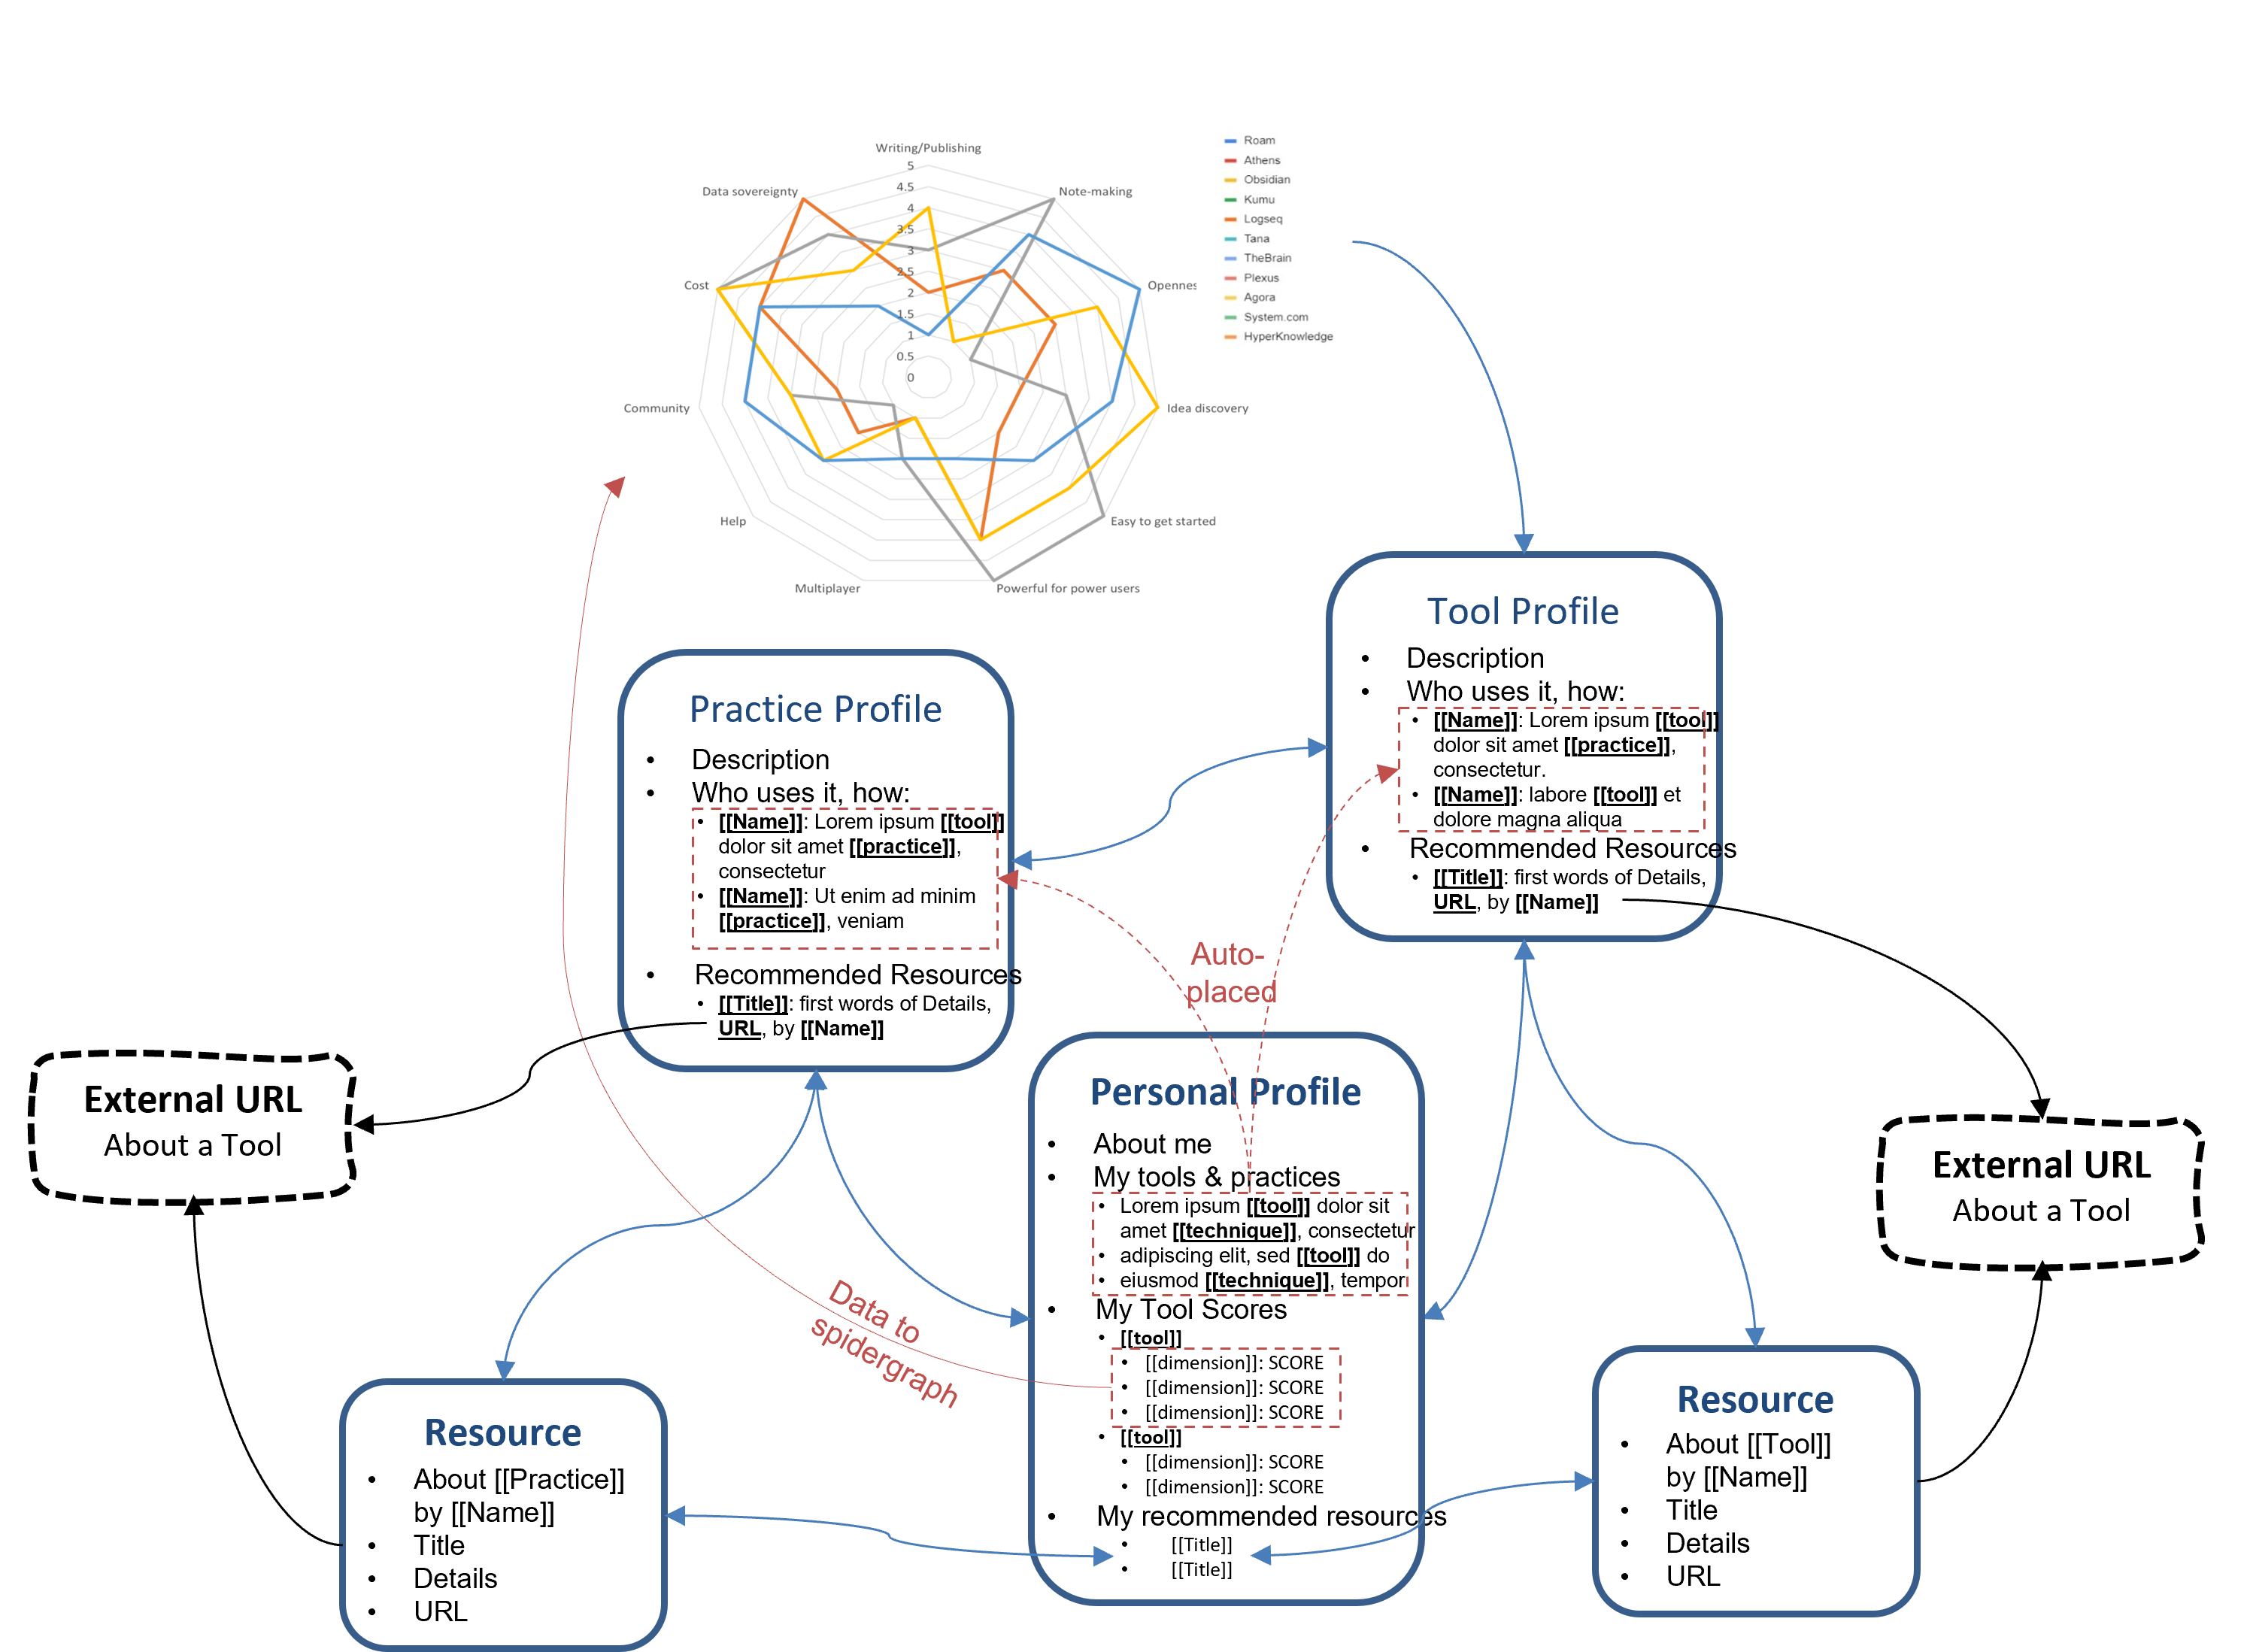 Writing/Publishing
5
4.5
4
3.5
3
2.5
2
1.5
1
0.5
0
Note-making
Opennes
Idea discovery
Easy to get started
Powerful for power users
Multiplayer
Help
Community
Cost
Data sovereignty
Roam
Athens
Obsidian
Kumu
Logseq
Tana
TheBrain
Plexus
Agora
System.com
HyperKnowledge
Tool Profile
• Description
• Who uses it, how:
• [[Name]]: Lorem ipsum [[tool]]
dolor sit amet [[practice]],
consectetur.
• [[Name]]: labore [[tool]] et
dolore magna aliqua
• Recommended Resources
• [[Title]]: first words of Details,
URL, by [[Name]]
Practice Profile
• Description
• Who uses it, how:
• [[Name]]: Lorem ipsum [[tool]]
dolor sit amet [[practice]],
consectetur
• [[Name]]: Ut enim ad minim
[[practice]], veniam
• Recommended Resources
• [[Title]]: first words of Details,
URL, by [[Name]]
Auto-
placed
External URL
About a Tool
Personal Profile
• About me
• My tools & practices
• Lorem ipsum [[tool]] dolor sit
amet [[technique]], consectetur
• adipiscing elit, sed [[tool]] do
• eiusmod [[technique]], tempor
• My Tool Scores
• [[tool]]
• [[dimension]]: SCORE
• [[dimension]]: SCORE
• [[dimension]]: SCORE
• [[tool]]
• [[dimension]]: SCORE
• [[dimension]]: SCORE
• My recommended resources
• [[Title]]
• [[Title]]
External URL
About a Tool
Data to
spidergraph
Resource
• About [[Practice]]
by [[Name]]
• Title
• Details
• URL
Resource
• About [[Tool]]
by [[Name]]
• Title
• Details
• URL